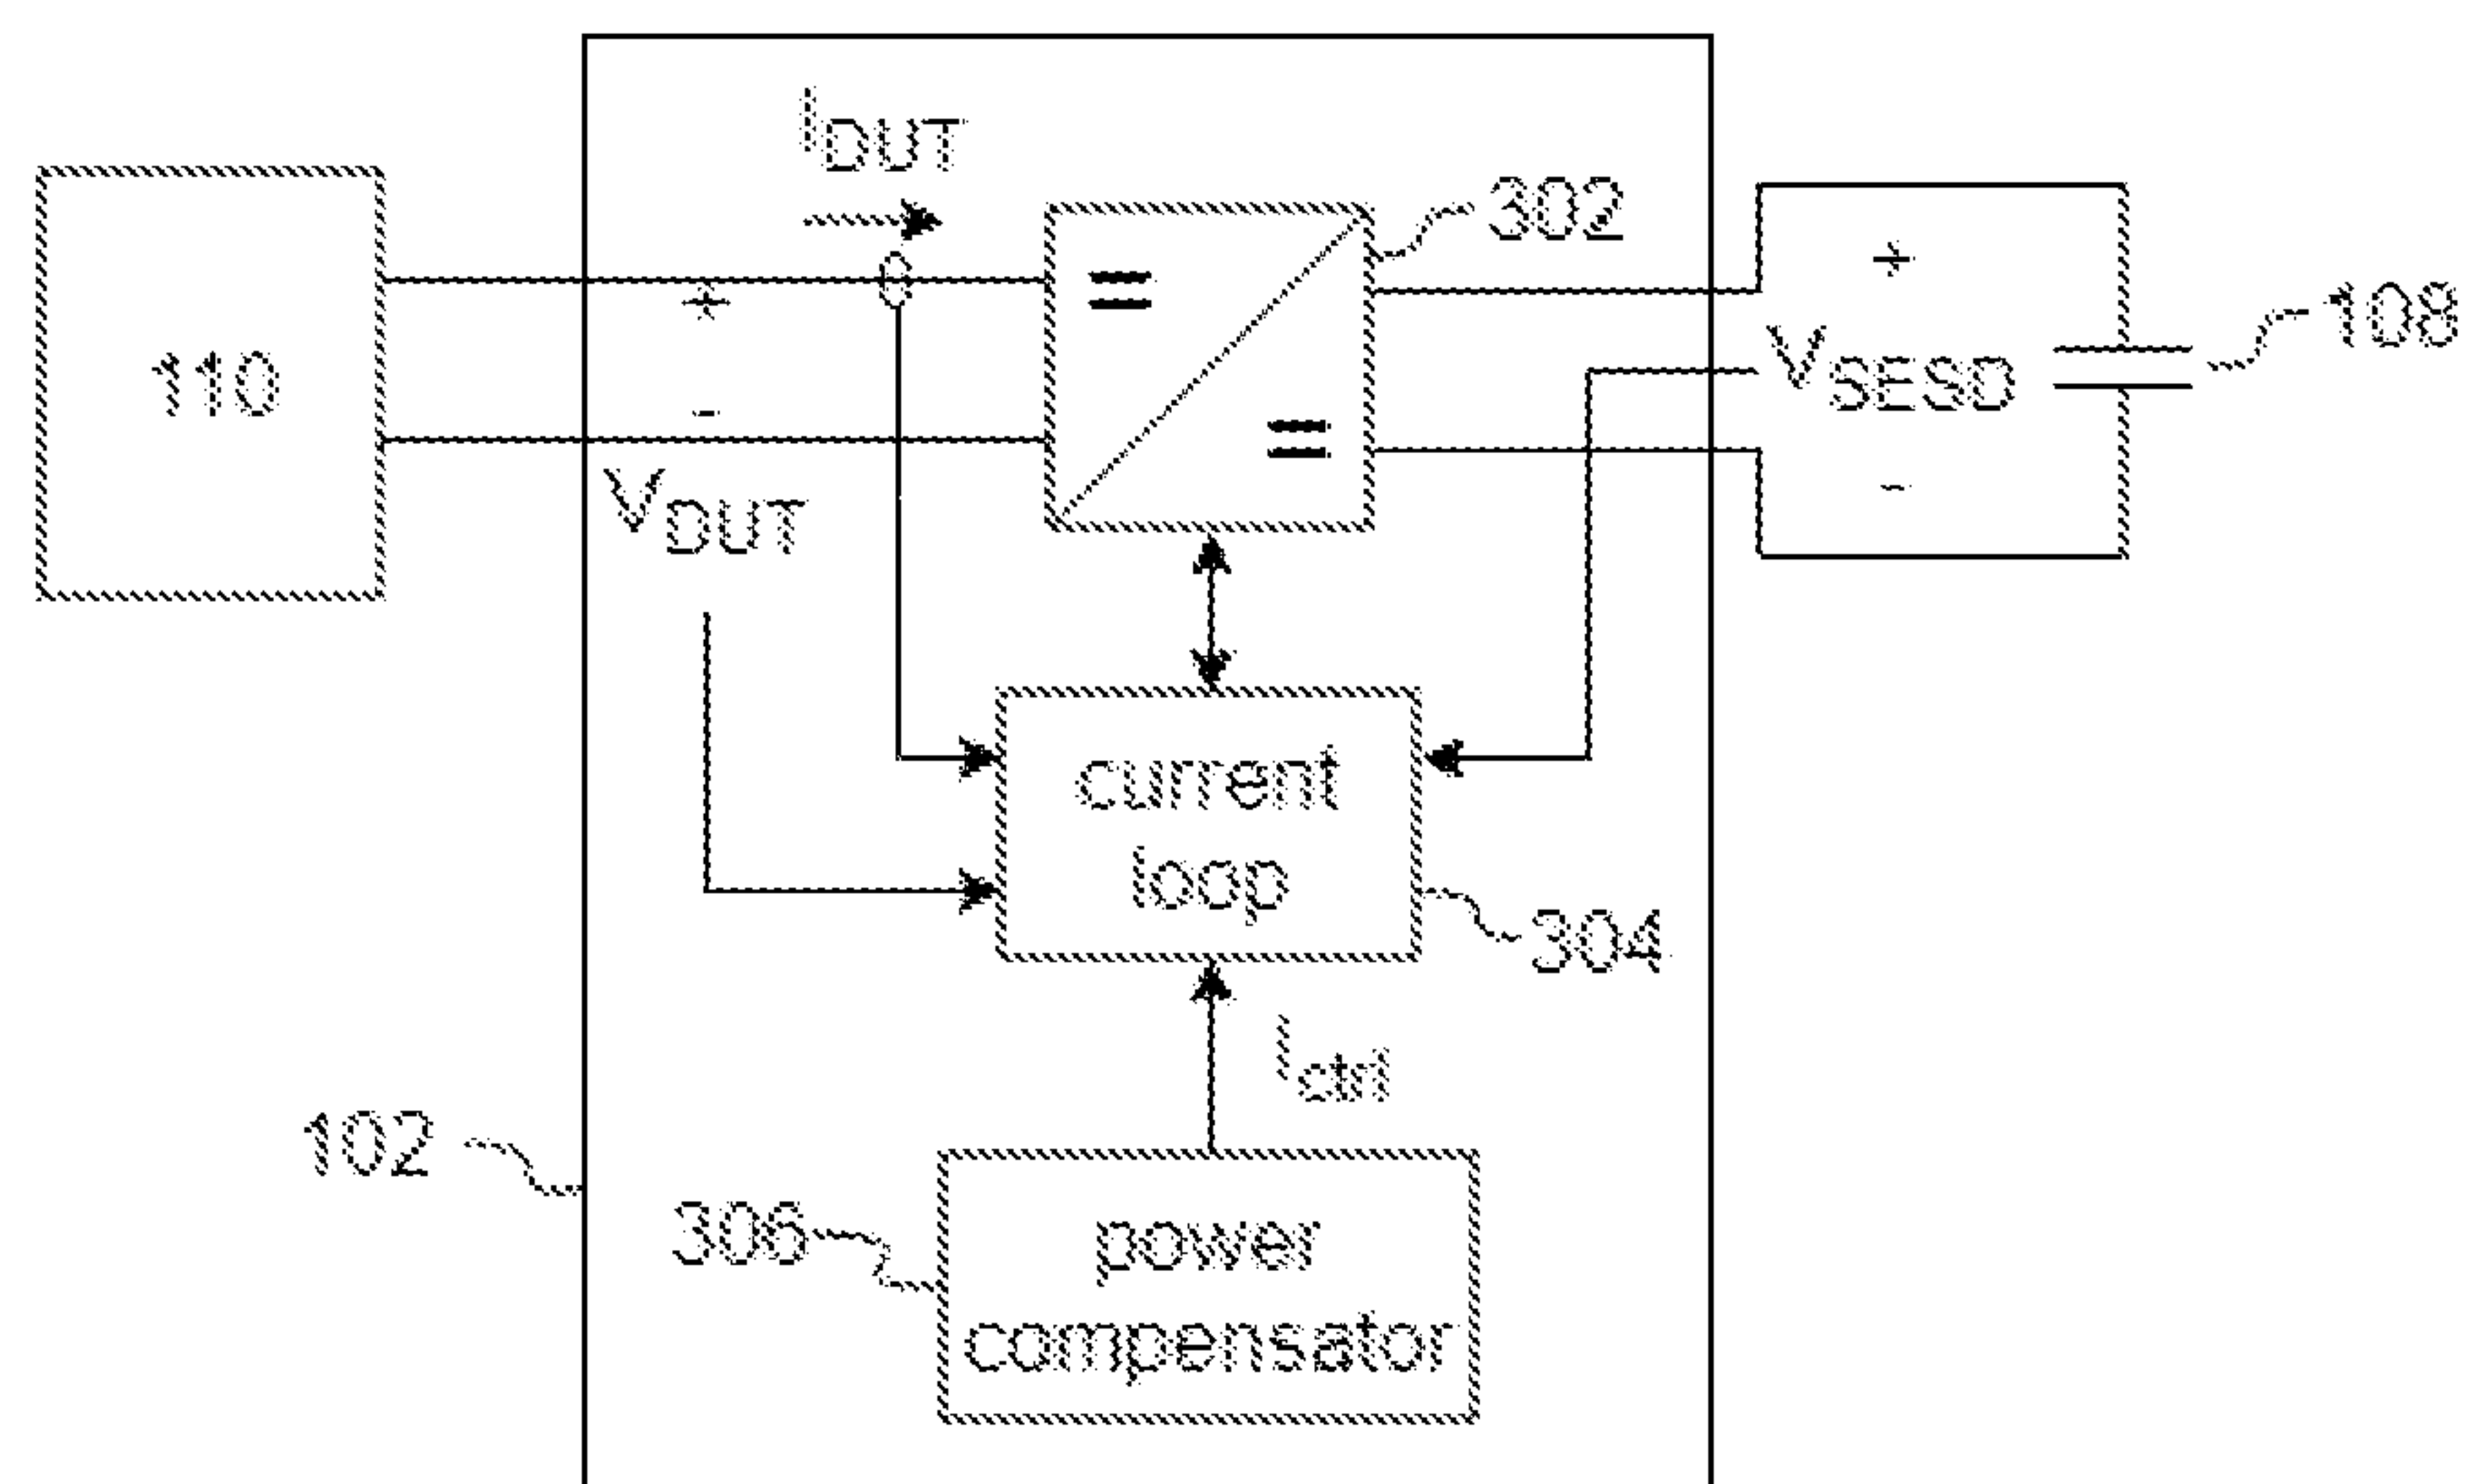 I_DUT
302
+
+
110
108
V_SESD
-
-
V_DUT
current
loop
304
I_ctrl
102
306
power
compensator